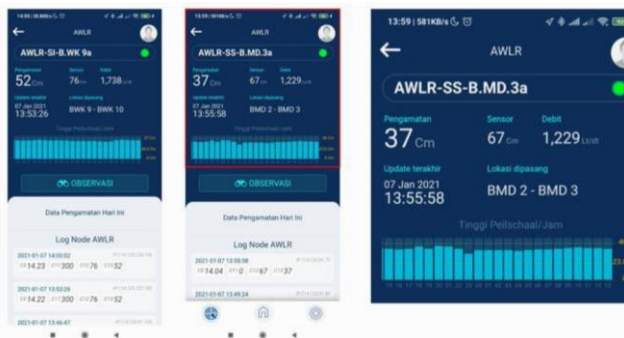 AWLR
AWLR-SI-B.WK 9a
Pengamatan Sensor Debit
52 Cm 76 1,738
Update terakhir Lokasi dipasang
07 Jan 2021
13:53:26
BWK 9 - BWK 10
Tinggi Peilschaal/Jam
OBSERVASI
Data Pengamatan Hari Ini
Log Node AWLR
2021-01-07 14:00:02
14.23 300 76 52
2021-01-07 13:53:26
14.22 300 76 52
2021-01-07 13:46:47
AWLR
AWLR-SS-B.MD.3a
Pengamatan Sensor Debit
37 Cm 67 1,229
Update terakhir Lokasi dipasang
07 Jan 2021
13:55:58
BMD 2 - BMD 3
Tinggi Peilschaal/Jam
OBSERVASI
Data Pengamatan Hari Ini
Log Node AWLR
2021-01-07 13:55:58
14.04 0 67 37
2021-01-07 13:49:24
13:59 | 581KB/s
AWLR
AWLR-SS-B.MD.3a
Pengamatan Sensor Debit
37 Cm 67 Cm 1,229 Lt/dt
Update terakhir Lokasi dipasang
07 Jan 2021
13:55:58
BMD 2 - BMD 3
Tinggi Peilschaal/Jam